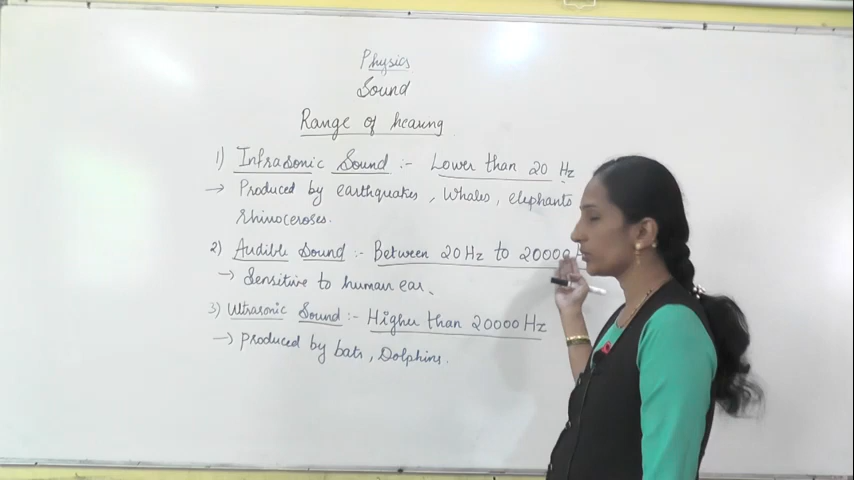 Physics
Sound
Range of hearing
1) Infrasonic Sound :- Lower than 20 Hz
→ Produced by earthquakes, Whales, elephants
rhinoceroses.
2) Audible Sound :- Between 20 Hz to 20000 H
→ Sensitive to human ear.
3) Ultrasonic Sound :- Higher than 20000 Hz
→ Produced by bats, Dolphins.